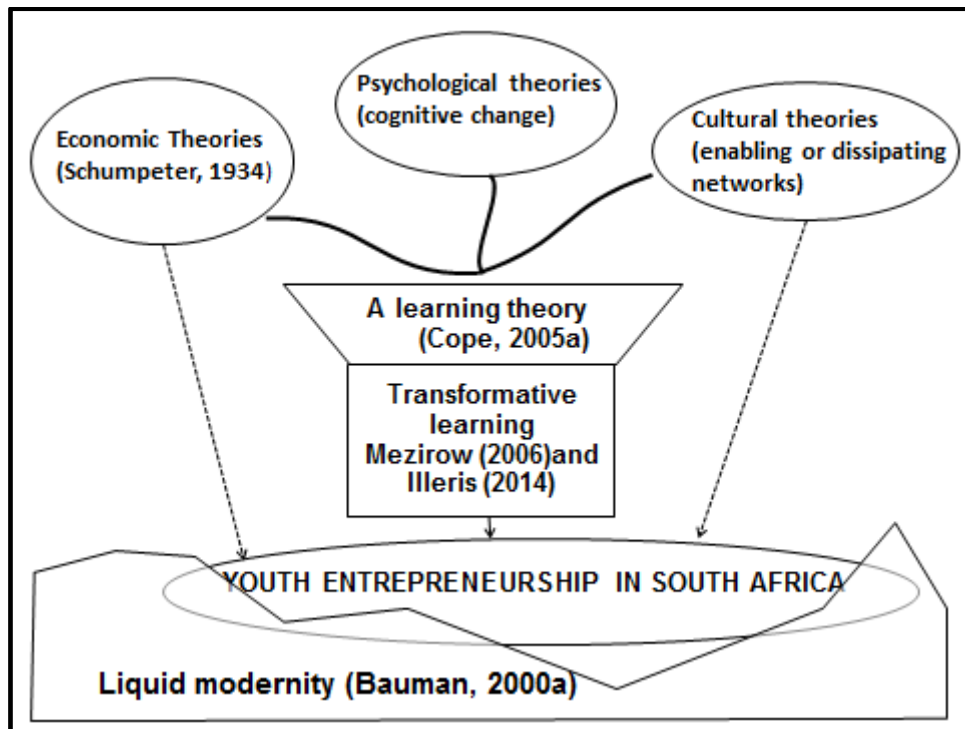 Economic Theories
(Schumpeter, 1934)
Psychological theories
(cognitive change)
Cultural theories
(enabling or dissipating
networks)
A learning theory
(Cope, 2005a)
Transformative
learning
Mezirow (2006)and
Illeris (2014)
YOUTH ENTREPRENEURSHIP IN SOUTH AFRICA
Liquid modernity (Bauman, 2000a)